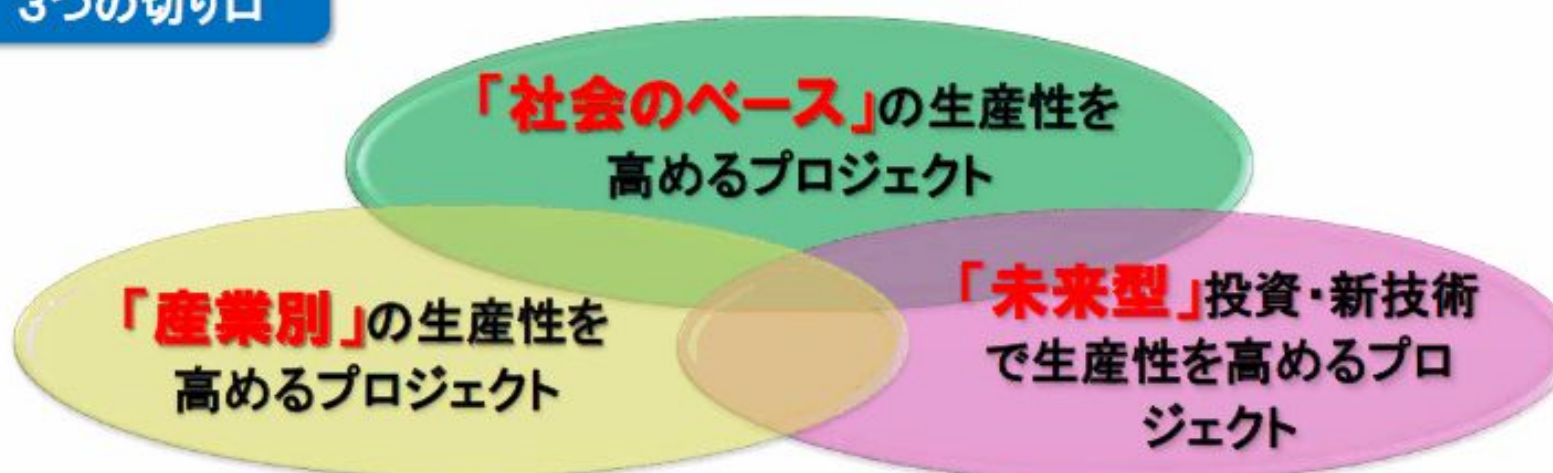 3つの切り口
「社会のベース」の生産性を
高めるプロジェクト
「産業別」の生産性を
高めるプロジェクト
「未来型」投資・新技術
で生産性を高めるプロ
ジェクト